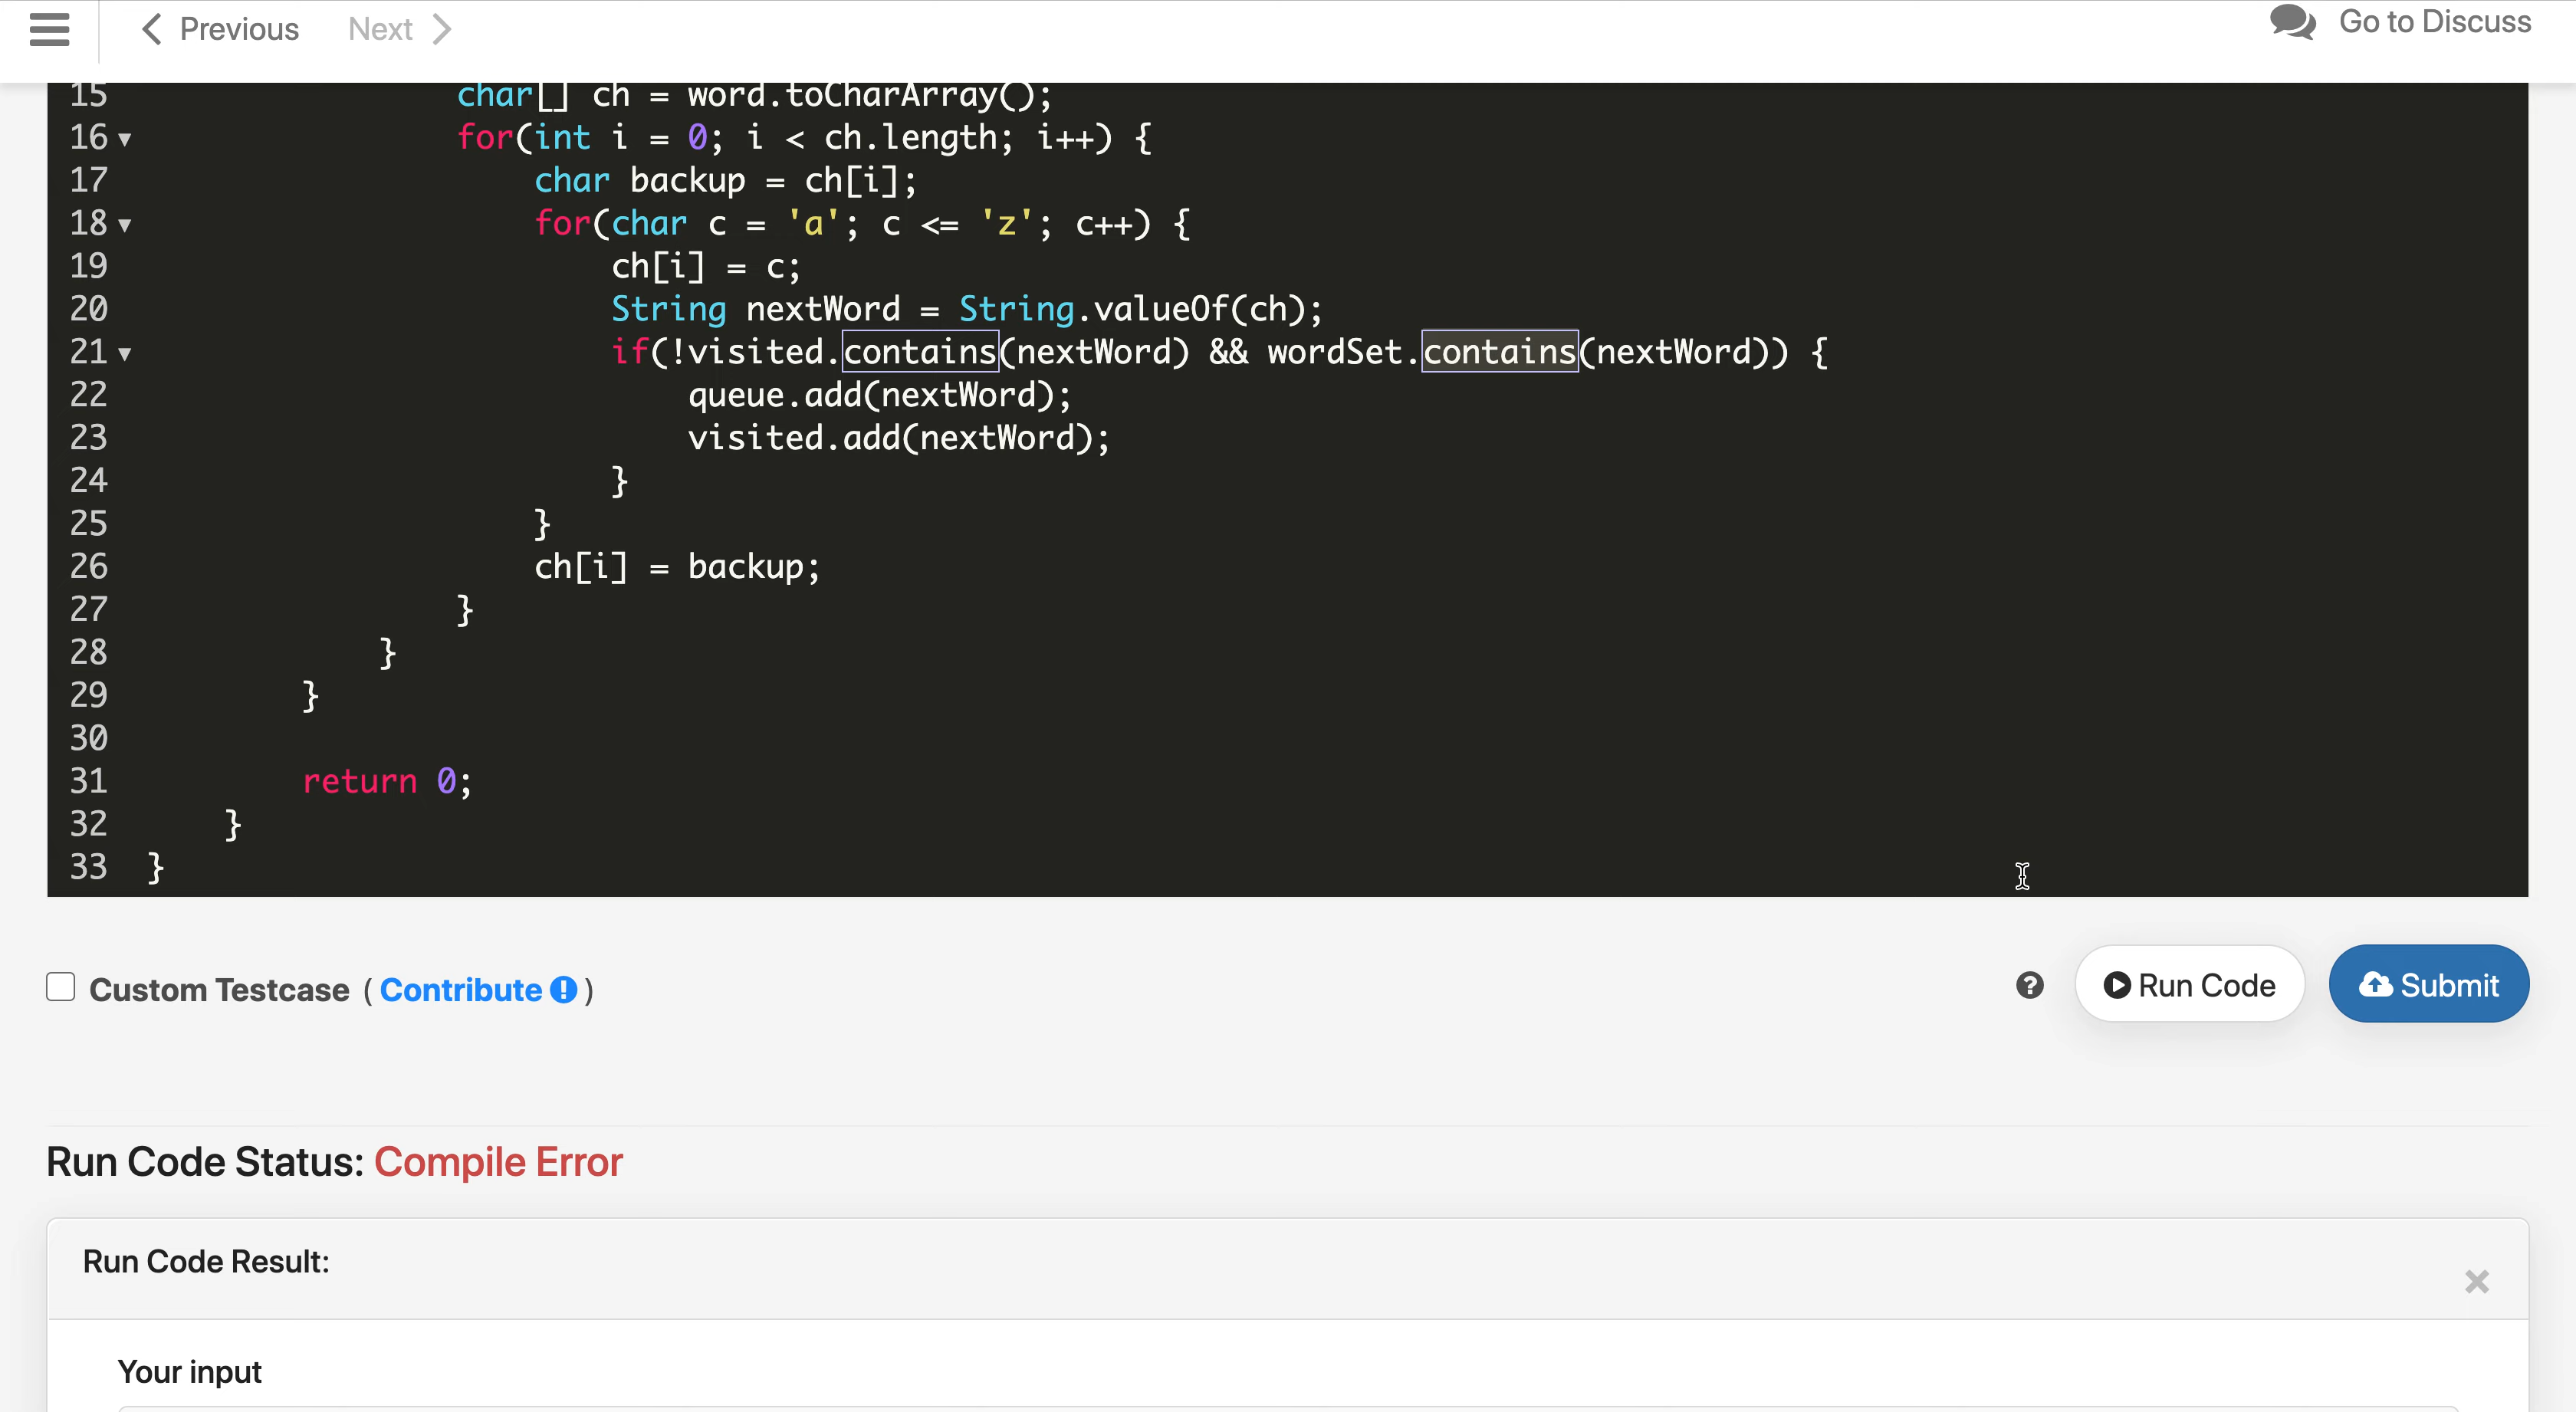 Previous Next Go to Discuss
15 char[] ch = word.toCharArray();
16 for(int i = 0; i < ch.length; i++) {
17 char backup = ch[i];
18 for(char c = 'a'; c <= 'z'; c++) {
19 ch[i] = c;
20 String nextWord = String.valueOf(ch);
21 if(!visited.contains(nextWord) && wordSet.contains(nextWord)) {
22 queue.add(nextWord);
23 visited.add(nextWord);
24 }
25 }
26 ch[i] = backup;
27 }
28 }
29 }
30
31 return 0;
32 }
33 }
Custom Testcase ( Contribute ! ) ? Run Code Submit
Run Code Status: Compile Error
Run Code Result: ×
Your input